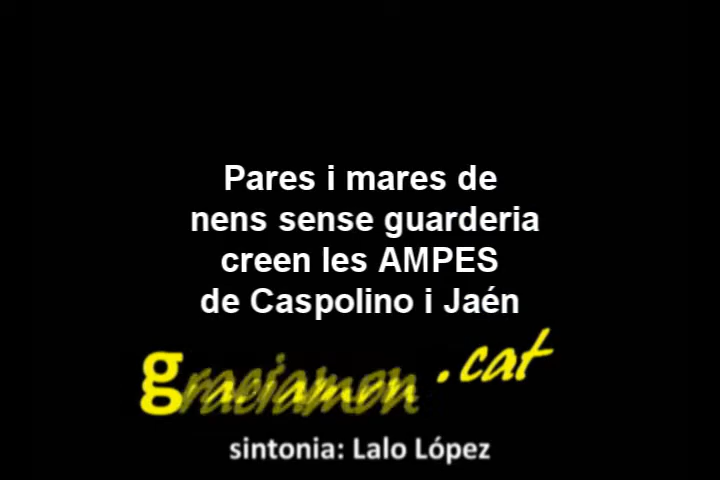 Pares i mares de
nens sense guarderia
creen les AMPES
de Caspolino i Jaén
graciamon.cat
sintonia: Lalo López